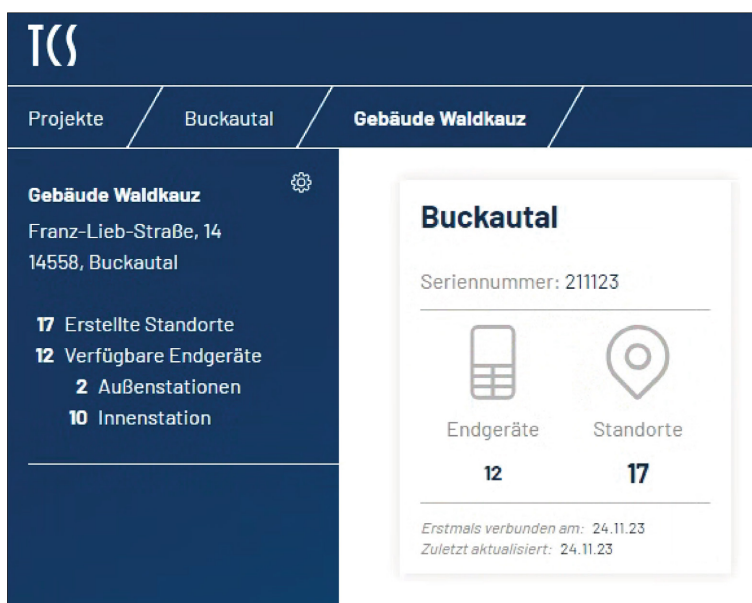 TCS
Projekte Buckautal Gebäude Waldkauz
Gebäude Waldkauz
Franz-Lieb-Straße, 14
14558, Buckautal
17 Erstellte Standorte
12 Verfügbare Endgeräte
2 Außenstationen
10 Innenstation
Buckautal
Seriennummer: 211123
Endgeräte Standorte
12 17
Erstmals verbunden am: 24.11.23
Zuletzt aktualisiert: 24.11.23